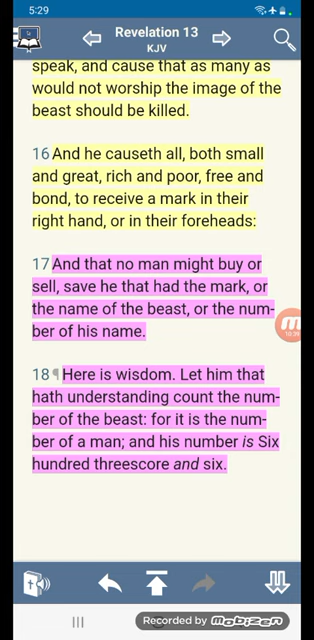 5:29
Revelation 13
KJV
speak, and cause that as many as
would not worship the image of the
beast should be killed.
16 And he causeth all, both small
and great, rich and poor, free and
bond, to receive a mark in their
right hand, or in their foreheads:
17 And that no man might buy or
sell, save he that had the mark, or
the name of the beast, or the num-
ber of his name.
18 ¶ Here is wisdom. Let him that
hath understanding count the num-
ber of the beast: for it is the num-
ber of a man; and his number is Six
hundred threescore and six.
Recorded by mobizen